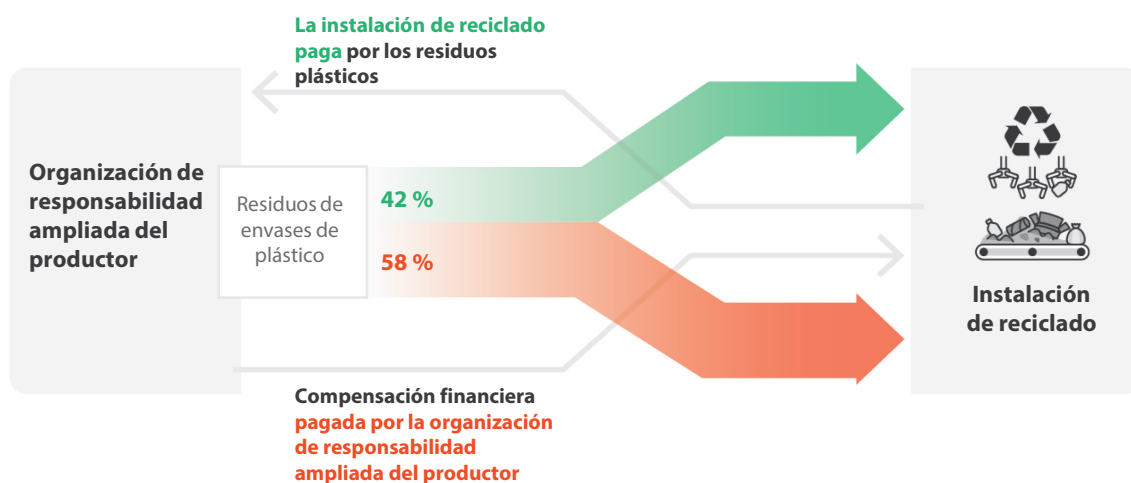 La instalación de reciclado
paga por los residuos
plásticos
Organización de
responsabilidad
ampliada del
productor
Residuos de
envases de
plástico
42 %
58 %
Instalación
de reciclado
Compensación financiera
pagada por la organización
de responsabilidad
ampliada del productor